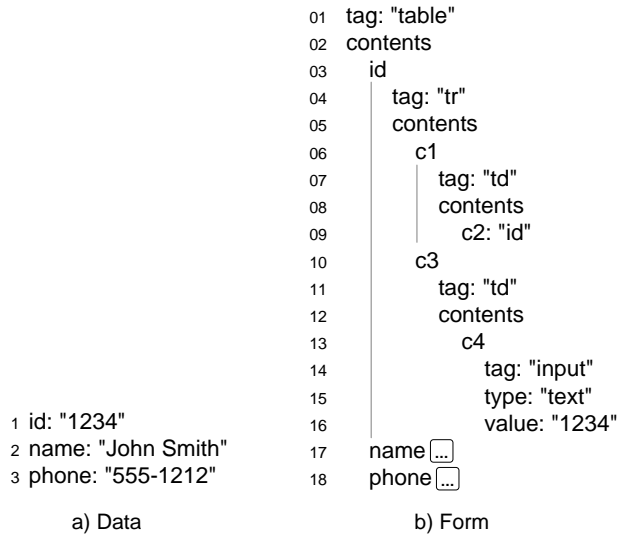 01 tag: "table"
02 contents
03 id
04 tag: "tr"
05 contents
06 c1
07 tag: "td"
08 contents
09 c2: "id"
10 c3
11 tag: "td"
12 contents
13 c4
14 tag: "input"
15 type: "text"
16 value: "1234"
17 name ...
18 phone ...
1 id: "1234"
2 name: "John Smith"
3 phone: "555-1212"
a) Data
b) Form